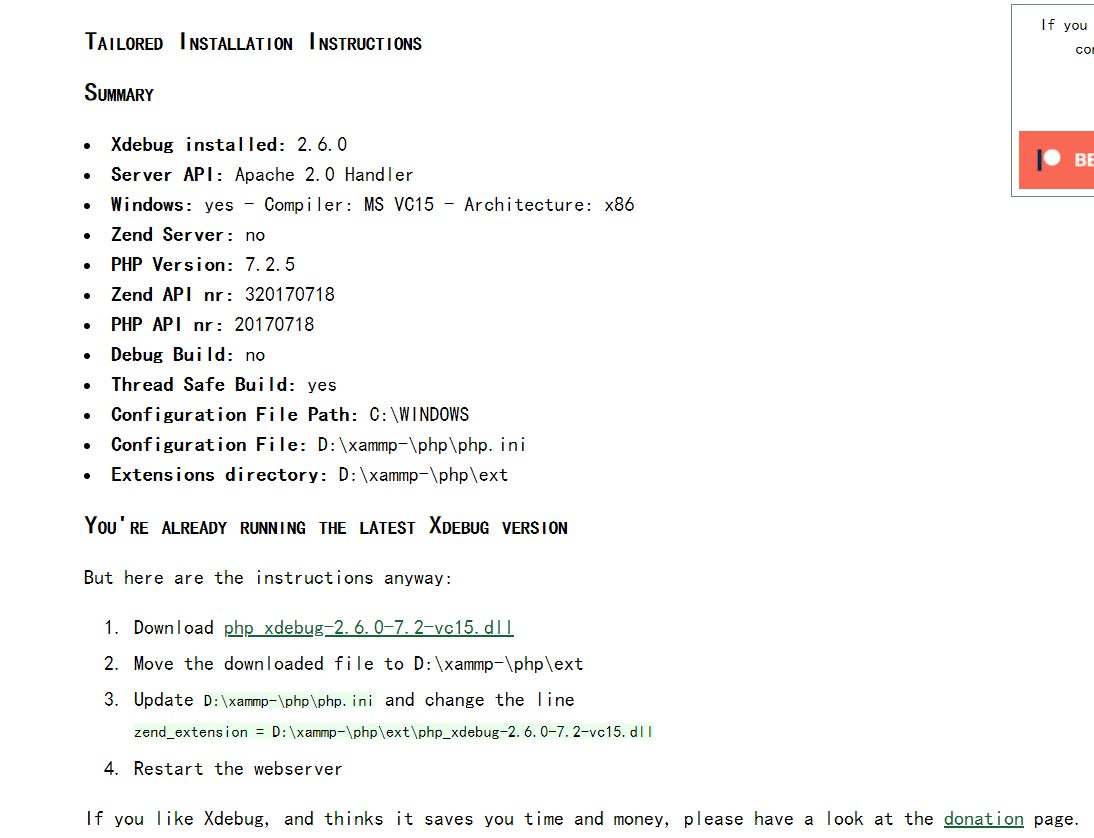 Tailored Installation Instructions
If you
Summary
Xdebug installed: 2.6.0
Server API: Apache 2.0 Handler
Windows: yes - Compiler: MS VC15 - Architecture: x86
Zend Server: no
PHP Version: 7.2.5
Zend API nr: 320170718
PHP API nr: 20170718
Debug Build: no
Thread Safe Build: yes
Configuration File Path: C:\WINDOWS
Configuration File: D:\xammp-\php\php.ini
Extensions directory: D:\xammp-\php\ext
You're already running the latest Xdebug version
But here are the instructions anyway:
1. Download php_xdebug-2.6.0-7.2-vc15.dll
2. Move the downloaded file to D:\xammp-\php\ext
3. Update D:\xammp-\php\php.ini and change the line
zend_extension = D:\xammp-\php\ext\php_xdebug-2.6.0-7.2-vc15.dll
4. Restart the webserver
If you like Xdebug, and thinks it saves you time and money, please have a look at the donation page.